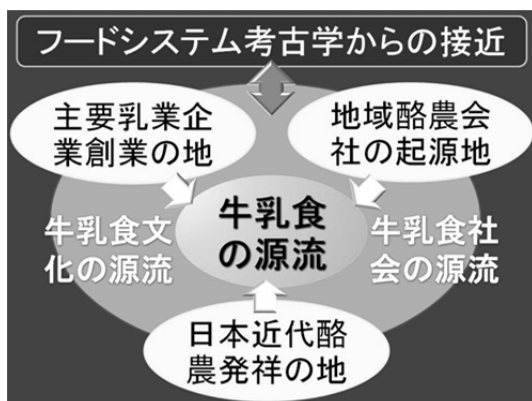 フードシステム考古学からの接近
主要乳業企
業創業の地
地域酪農会
社の起源地
牛乳食
の源流
牛乳食文
化の源流
牛乳食社
会の源流
日本近代酪
農発祥の地